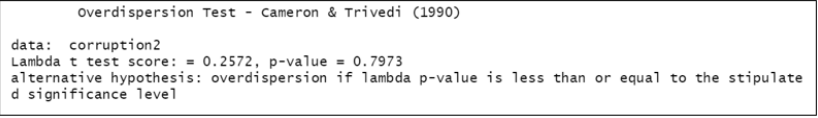 Overdispersion Test - Cameron & Trivedi (1990)
data:  corruption2
Lambda t test score: = 0.2572, p-value = 0.7973
alternative hypothesis: overdispersion if lambda p-value is less than or equal to the stipulate
d significance level